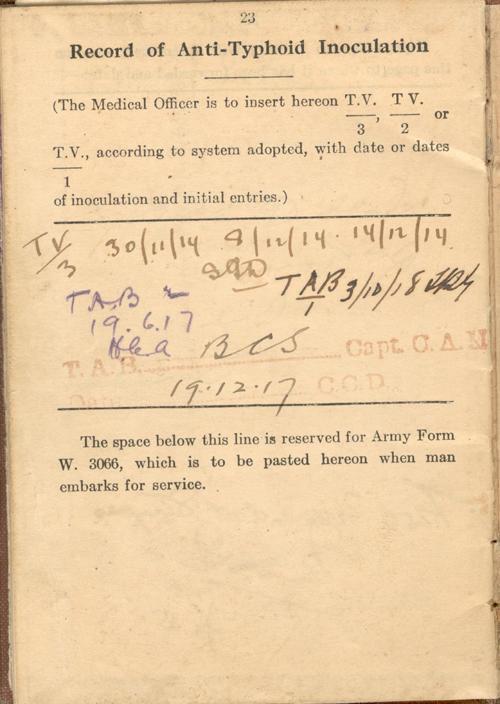 23
Record of Anti-Typhoid Inoculation
(The Medical Officer is to insert hereon T.V./3, T V./2 or
T.V./1, according to system adopted, with date or dates
of inoculation and initial entries.)
TV/3 30/11/14 9/12/14. 14/12/14
TAB/1 3/10/18
T.A.B
19.6.17
BCS
T. A. B. Capt. C. A. M
19.12.17 C.C.D.
Date
The space below this line is reserved for Army Form
W. 3066, which is to be pasted hereon when man
embarks for service.